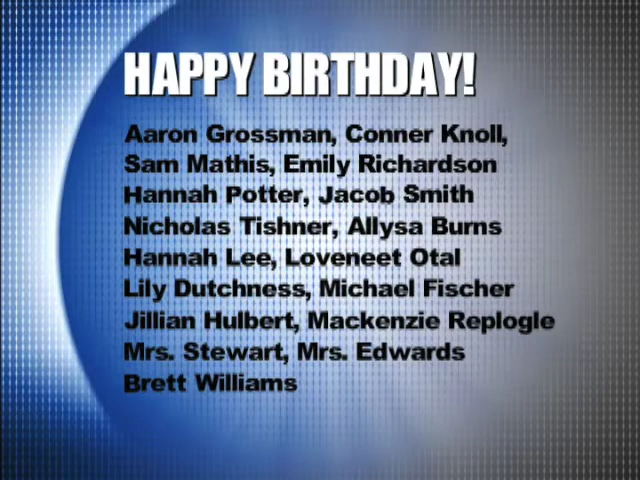 HAPPY BIRTHDAY!
Aaron Grossman, Conner Knoll,
Sam Mathis, Emily Richardson
Hannah Potter, Jacob Smith
Nicholas Tishner, Allysa Burns
Hannah Lee, Loveneet Otal
Lily Dutchness, Michael Fischer
Jillian Hulbert, Mackenzie Replogle
Mrs. Stewart, Mrs. Edwards
Brett Williams